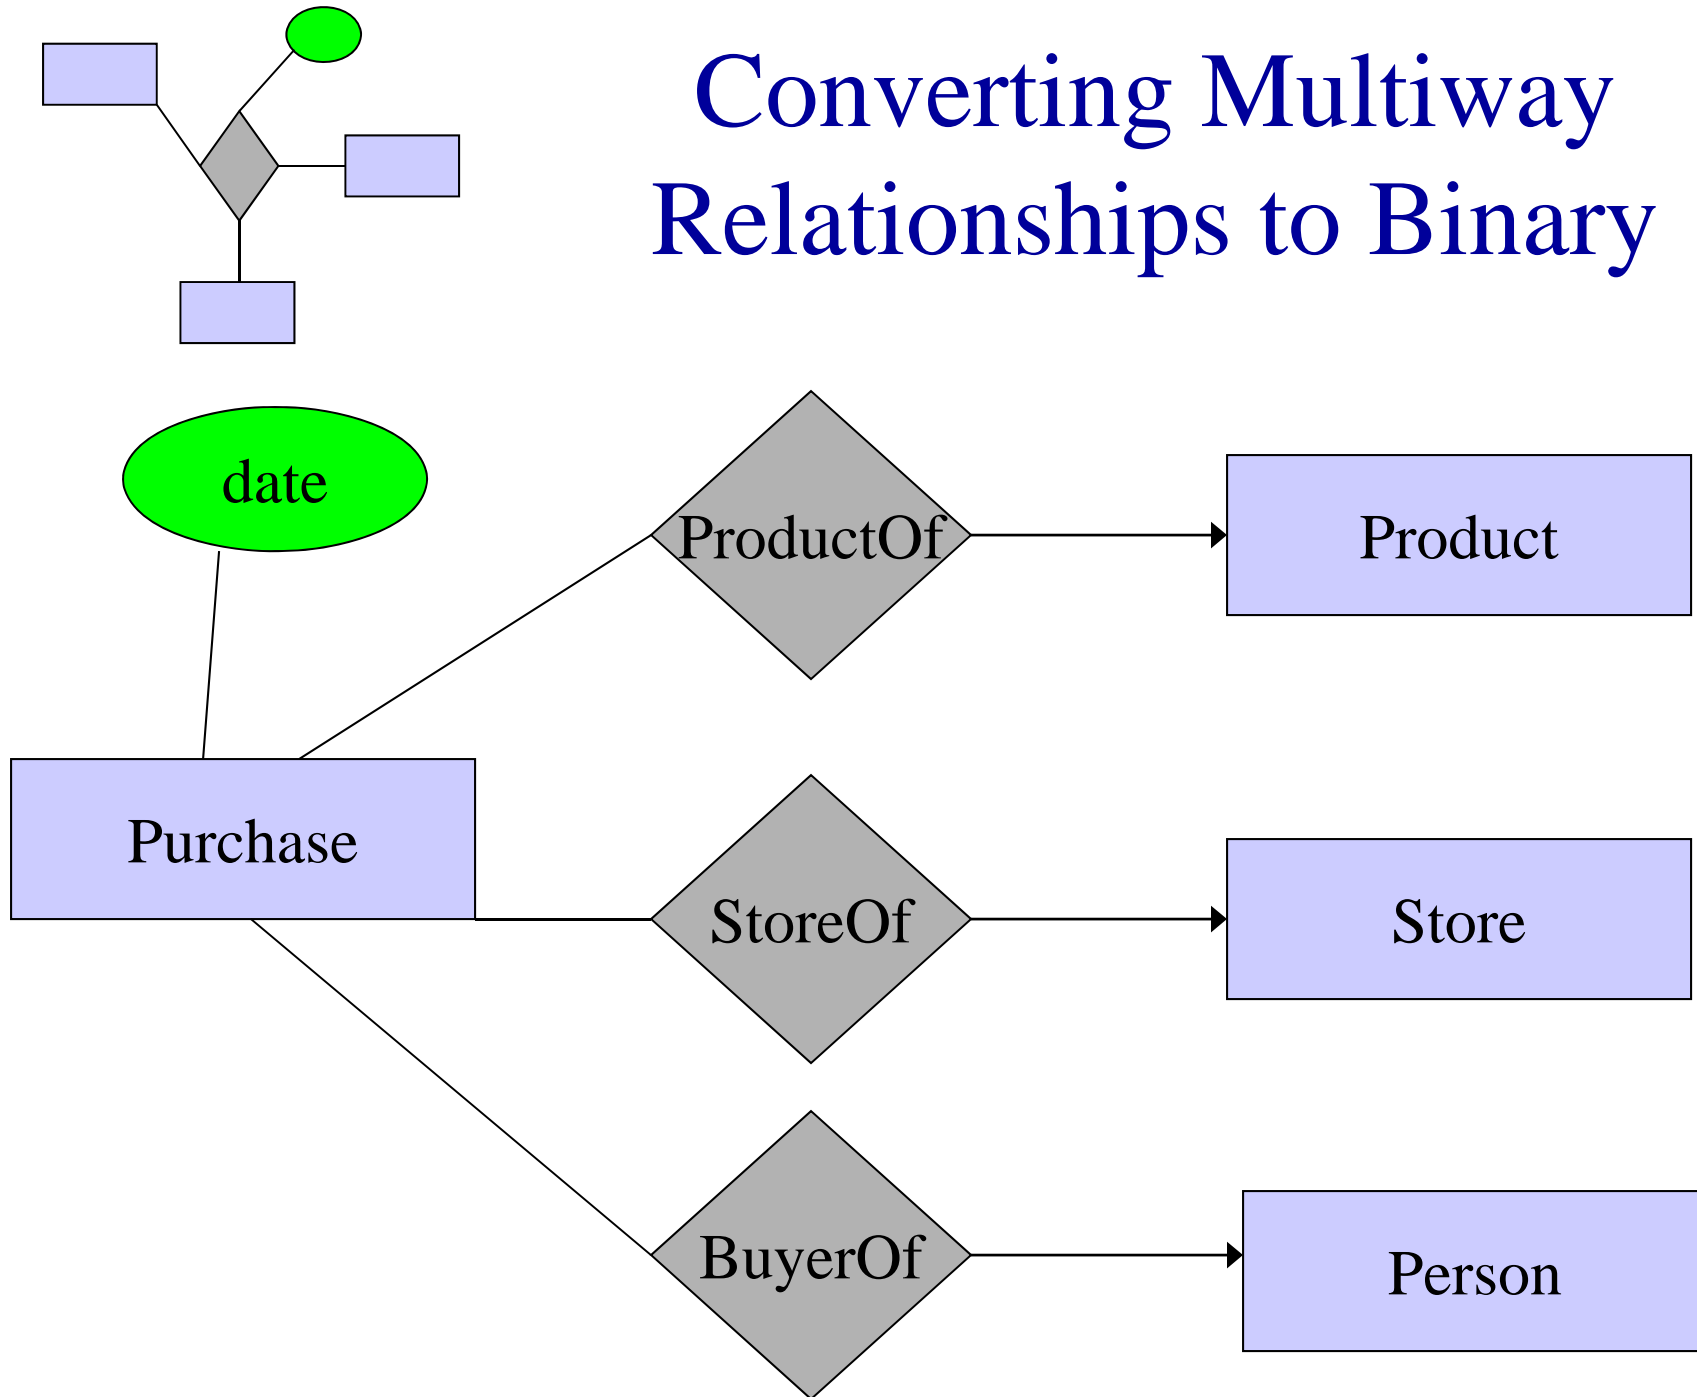 Converting Multiway
Relationships to Binary
date
ProductOf
Product
Purchase
StoreOf
Store
BuyerOf
Person